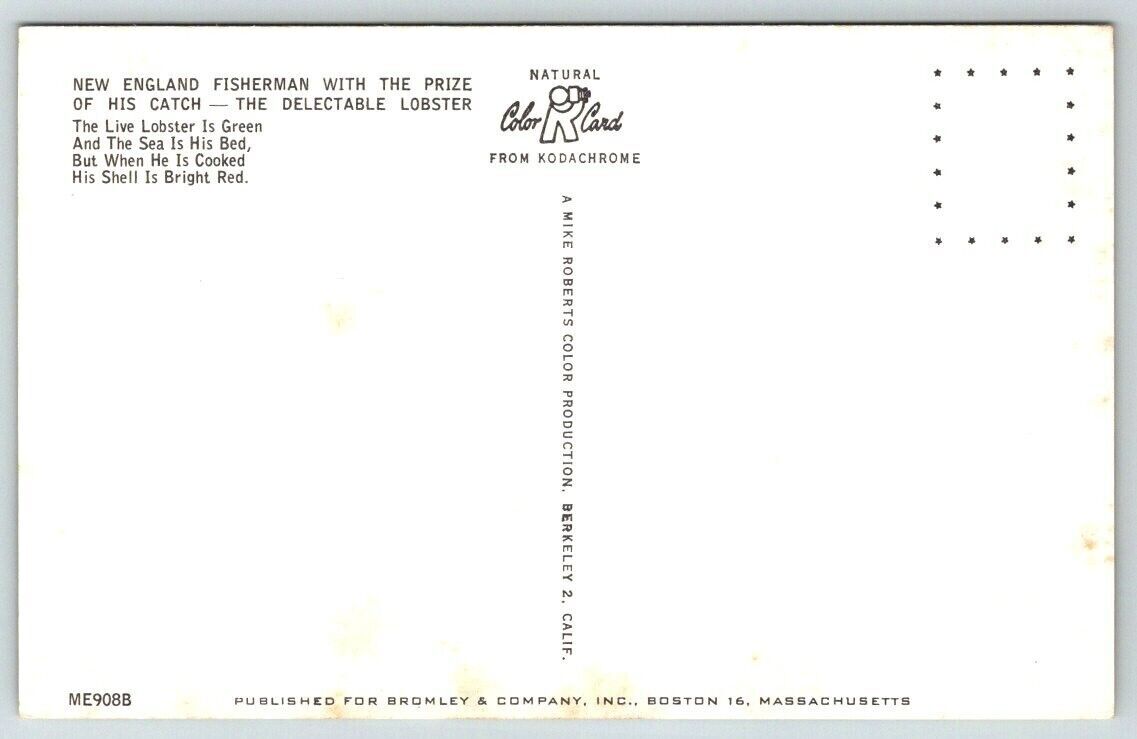 NEW ENGLAND FISHERMAN WITH THE PRIZE
OF HIS CATCH — THE DELECTABLE LOBSTER
The Live Lobster Is Green
And The Sea Is His Bed,
But When He Is Cooked
His Shell Is Bright Red.
NATURAL
Color R Card
FROM KODACHROME
A MIKE ROBERTS COLOR PRODUCTION, BERKELEY 2, CALIF.
ME908B
PUBLISHED FOR BROMLEY & COMPANY, INC., BOSTON 16, MASSACHUSETTS